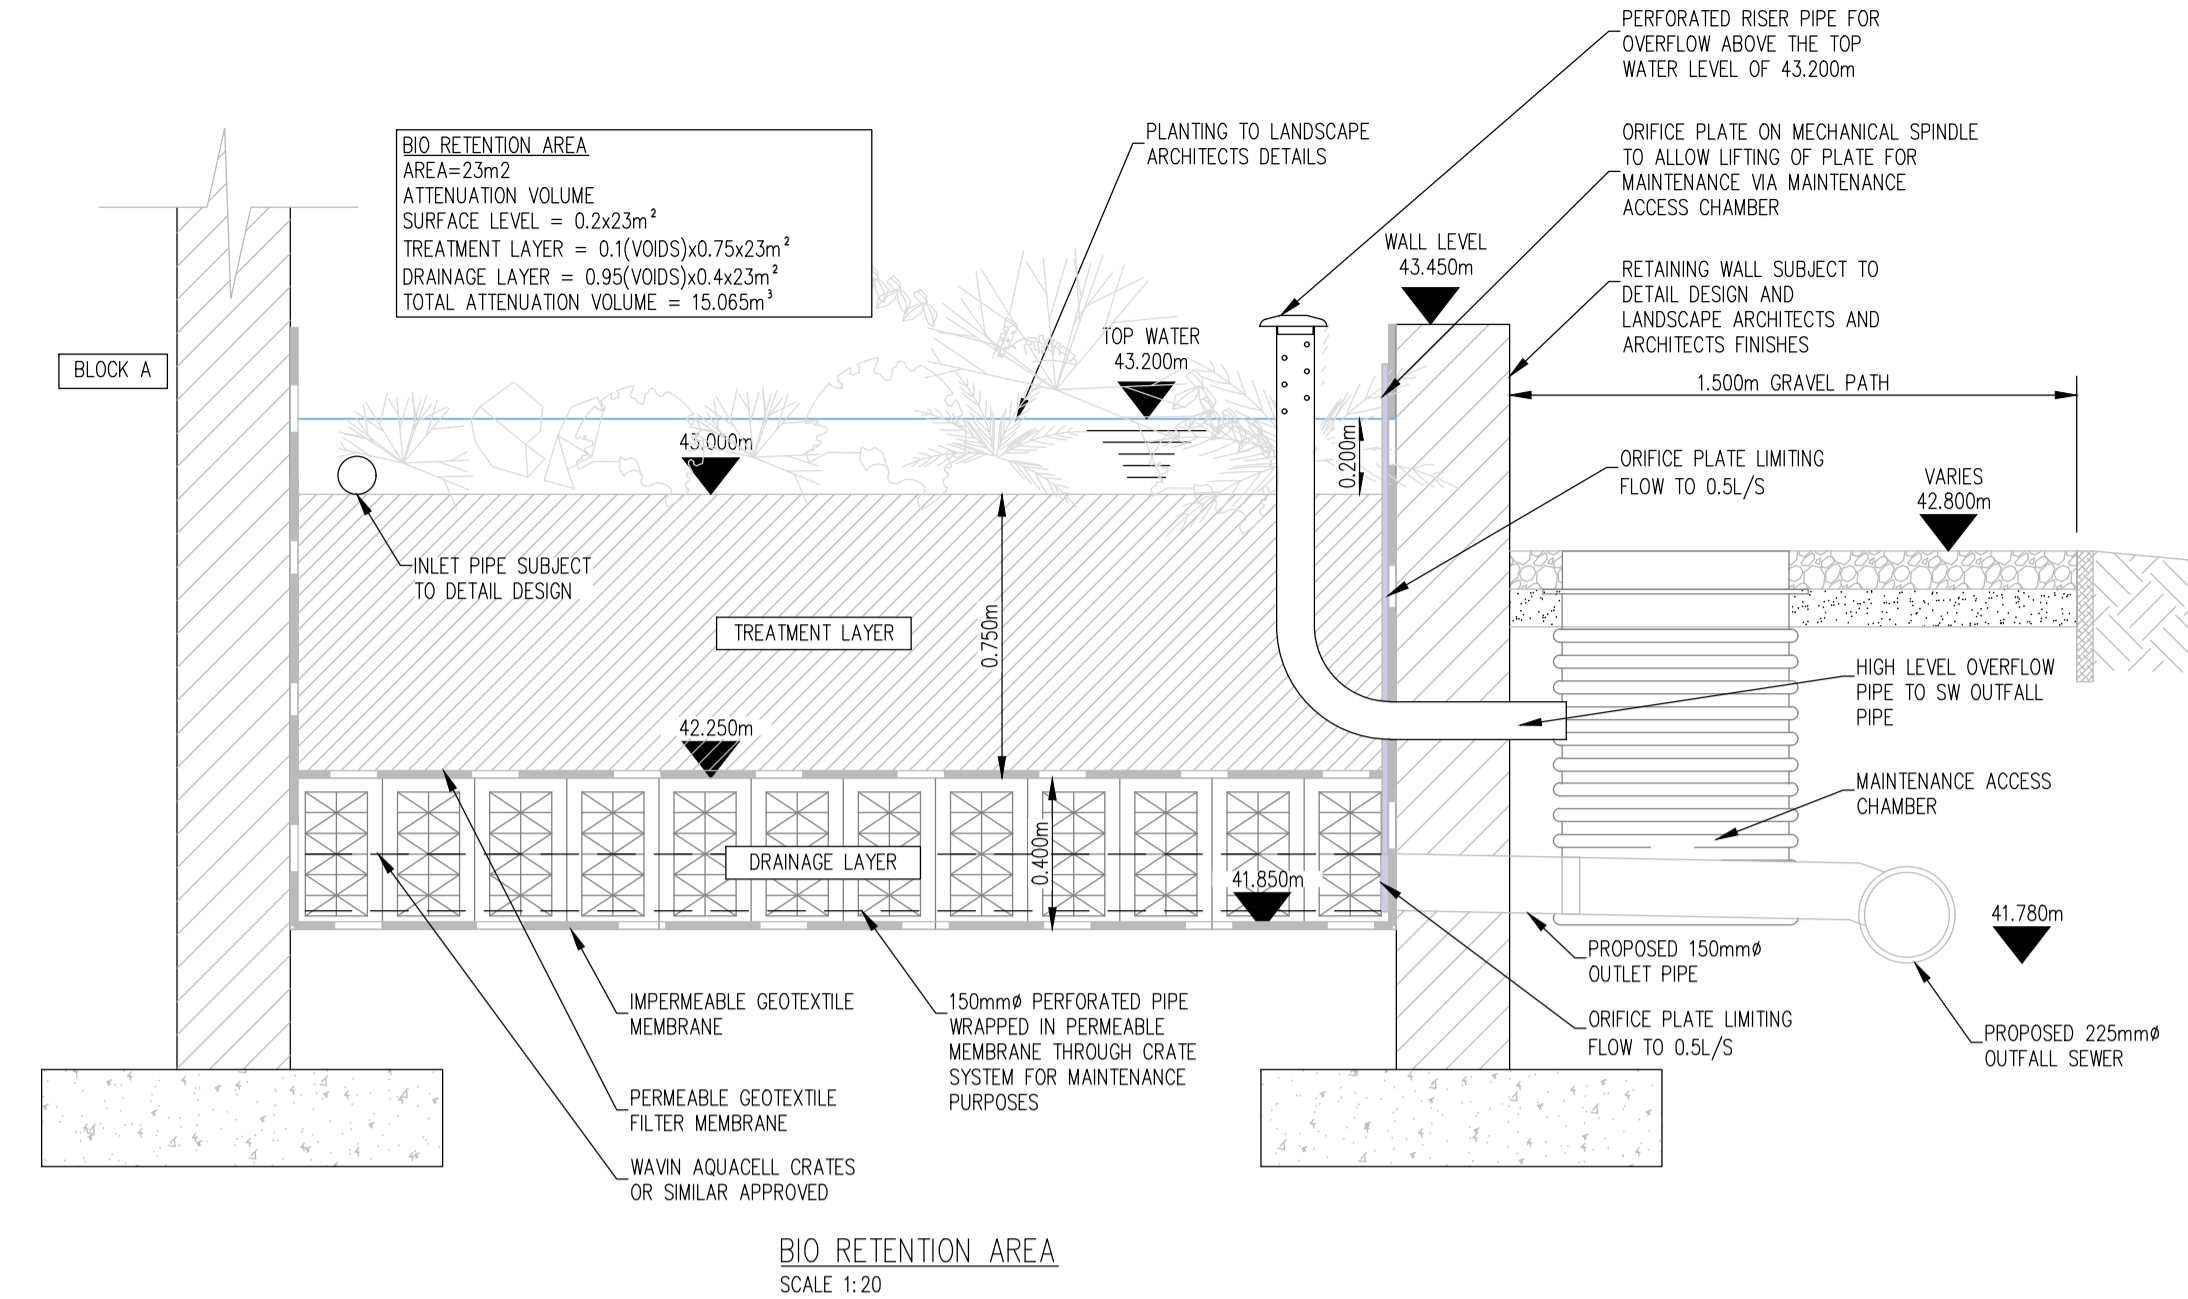 PERFORATED RISER PIPE FOR
OVERFLOW ABOVE THE TOP
WATER LEVEL OF 43.200m
PLANTING TO LANDSCAPE
ARCHITECTS DETAILS
ORIFICE PLATE ON MECHANICAL SPINDLE
TO ALLOW LIFTING OF PLATE FOR
MAINTENANCE VIA MAINTENANCE
ACCESS CHAMBER
BIO RETENTION AREA
AREA=23m2
ATTENUATION VOLUME
SURFACE LEVEL = 0.2x23m²
TREATMENT LAYER = 0.1(VOIDS)x0.75x23m²
DRAINAGE LAYER = 0.95(VOIDS)x0.4x23m²
TOTAL ATTENUATION VOLUME = 15.065m³
WALL LEVEL
43.450m
RETAINING WALL SUBJECT TO
DETAIL DESIGN AND
LANDSCAPE ARCHITECTS AND
ARCHITECTS FINISHES
BLOCK A
TOP WATER
43.200m
1.500m GRAVEL PATH
43.000m
0.200m
ORIFICE PLATE LIMITING
FLOW TO 0.5L/S
VARIES
42.800m
INLET PIPE SUBJECT
TO DETAIL DESIGN
TREATMENT LAYER
0.750m
HIGH LEVEL OVERFLOW
PIPE TO SW OUTFALL
PIPE
42.250m
MAINTENANCE ACCESS
CHAMBER
DRAINAGE LAYER
0.400m
41.850m
41.780m
PROPOSED 150mmø
OUTLET PIPE
IMPERMEABLE GEOTEXTILE
MEMBRANE
150mmø PERFORATED PIPE
WRAPPED IN PERMEABLE
MEMBRANE THROUGH CRATE
SYSTEM FOR MAINTENANCE
PURPOSES
ORIFICE PLATE LIMITING
FLOW TO 0.5L/S
PROPOSED 225mmø
OUTFALL SEWER
PERMEABLE GEOTEXTILE
FILTER MEMBRANE
WAVIN AQUACELL CRATES
OR SIMILAR APPROVED
BIO RETENTION AREA
SCALE 1:20